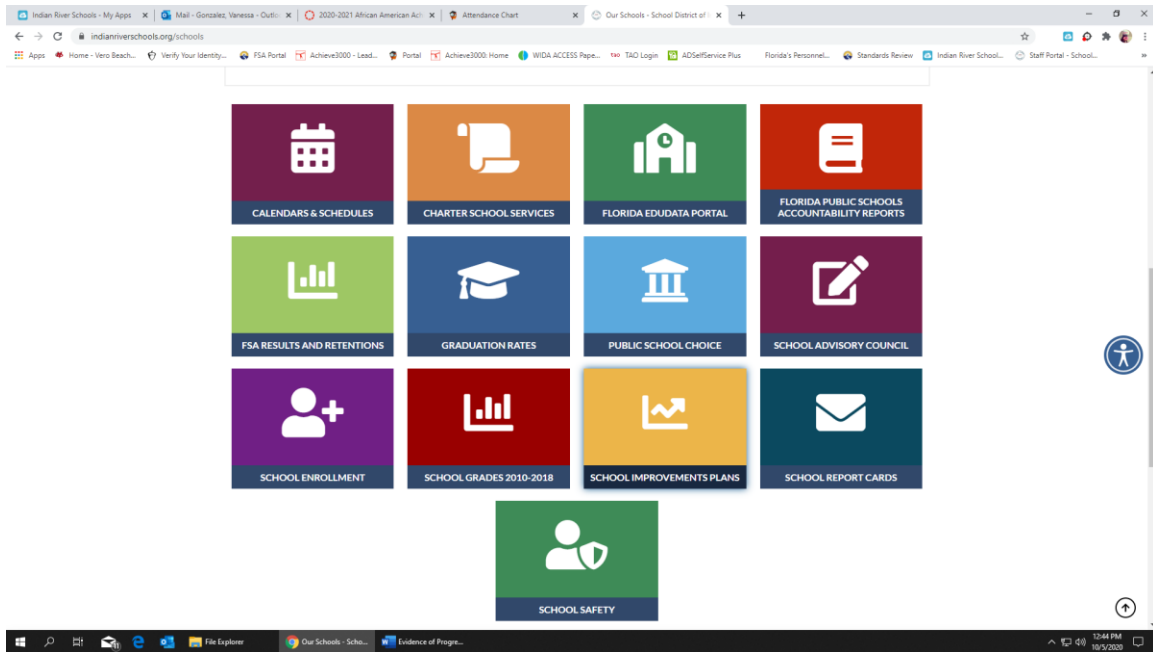 Indian River Schools - My Apps
Mail - Gonzalez, Vanessa - Outlo
2020-2021 African American Ach
Attendance Chart
Our Schools - School District of I
indianriverschools.org/schools
Apps
Home - Vero Beach...
Verify Your Identity...
FSA Portal
Achieve3000 - Lead...
Portal
Achieve3000: Home
WIDA ACCESS Pape...
TAO Login
ADSelfService Plus
Florida's Personnel...
Standards Review
Indian River School...
Staff Portal - School...
CALENDARS & SCHEDULES
CHARTER SCHOOL SERVICES
FLORIDA EDUDATA PORTAL
FLORIDA PUBLIC SCHOOLS
ACCOUNTABILITY REPORTS
FSA RESULTS AND RETENTIONS
GRADUATION RATES
PUBLIC SCHOOL CHOICE
SCHOOL ADVISORY COUNCIL
SCHOOL ENROLLMENT
SCHOOL GRADES 2010-2018
SCHOOL IMPROVEMENTS PLANS
SCHOOL REPORT CARDS
SCHOOL SAFETY
File Explorer
Our Schools - Scho...
Evidence of Progre...
12:44 PM
10/5/2020